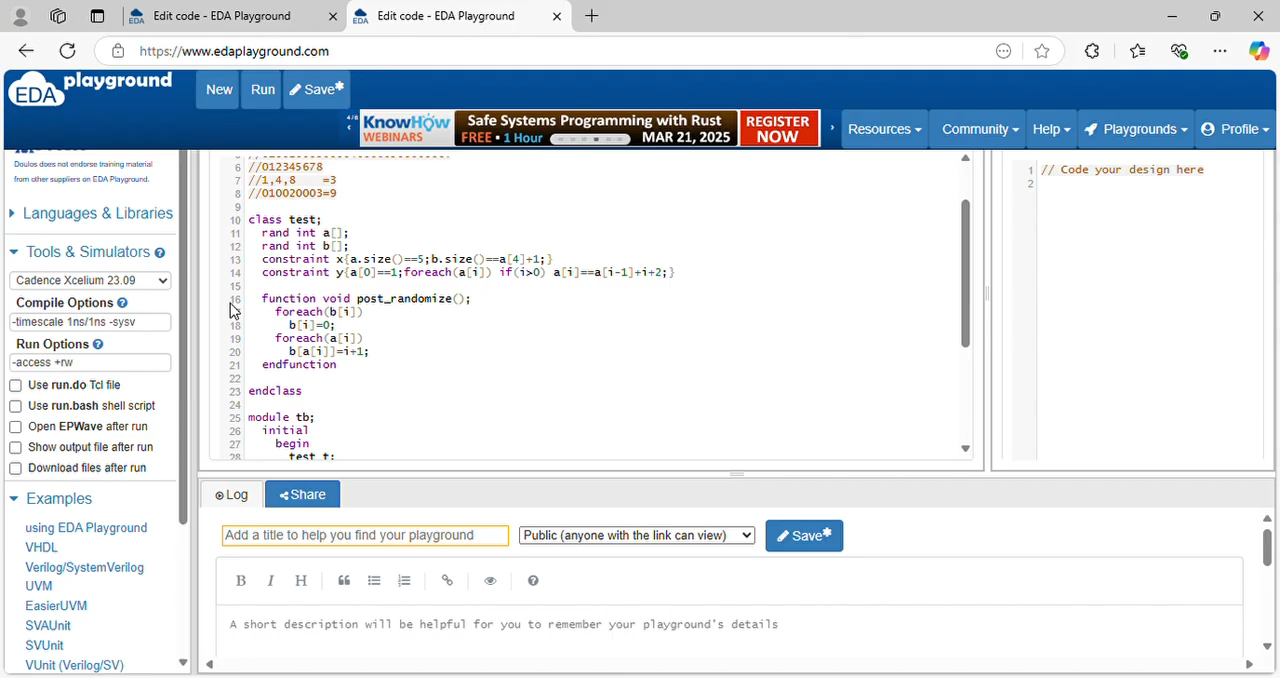 Edit code - EDA Playground
Edit code - EDA Playground
https://www.edaplayground.com
EDA playground
New
Run
Save*
4/8
KnowHow WEBINARS
Safe Systems Programming with Rust
FREE • 1 Hour
MAR 21, 2025
REGISTER NOW
Resources
Community
Help
Playgrounds
Profile
Doulos does not endorse training material
from other suppliers on EDA Playground.
Languages & Libraries
Tools & Simulators
Cadence Xcelium 23.09
Compile Options
-timescale 1ns/1ns -sysv
Run Options
-access +rw
Use run.do Tcl file
Use run.bash shell script
Open EPWave after run
Show output file after run
Download files after run
Examples
using EDA Playground
VHDL
Verilog/SystemVerilog
UVM
EasierUVM
SVAUnit
SVUnit
VUnit (Verilog/SV)
6 //012345678
7 //1,4,8 =3
8 //010020003=9
9
10 class test;
11 rand int a[];
12 rand int b[];
13 constraint x{a.size()==5;b.size()==a[4]+1;}
14 constraint y{a[0]==1;foreach(a[i]) if(i>0) a[i]==a[i-1]+i+2;}
15
16 function void post_randomize();
foreach(b[i])
18 b[i]=0;
19 foreach(a[i])
20 b[a[i]]=i+1;
21 endfunction
22
23 endclass
24
25 module tb;
26 initial
27 begin
28 test t;
1 // Code your design here
2
Log
Share
Add a title to help you find your playground
Public (anyone with the link can view)
Save*
B I H
A short description will be helpful for you to remember your playground's details